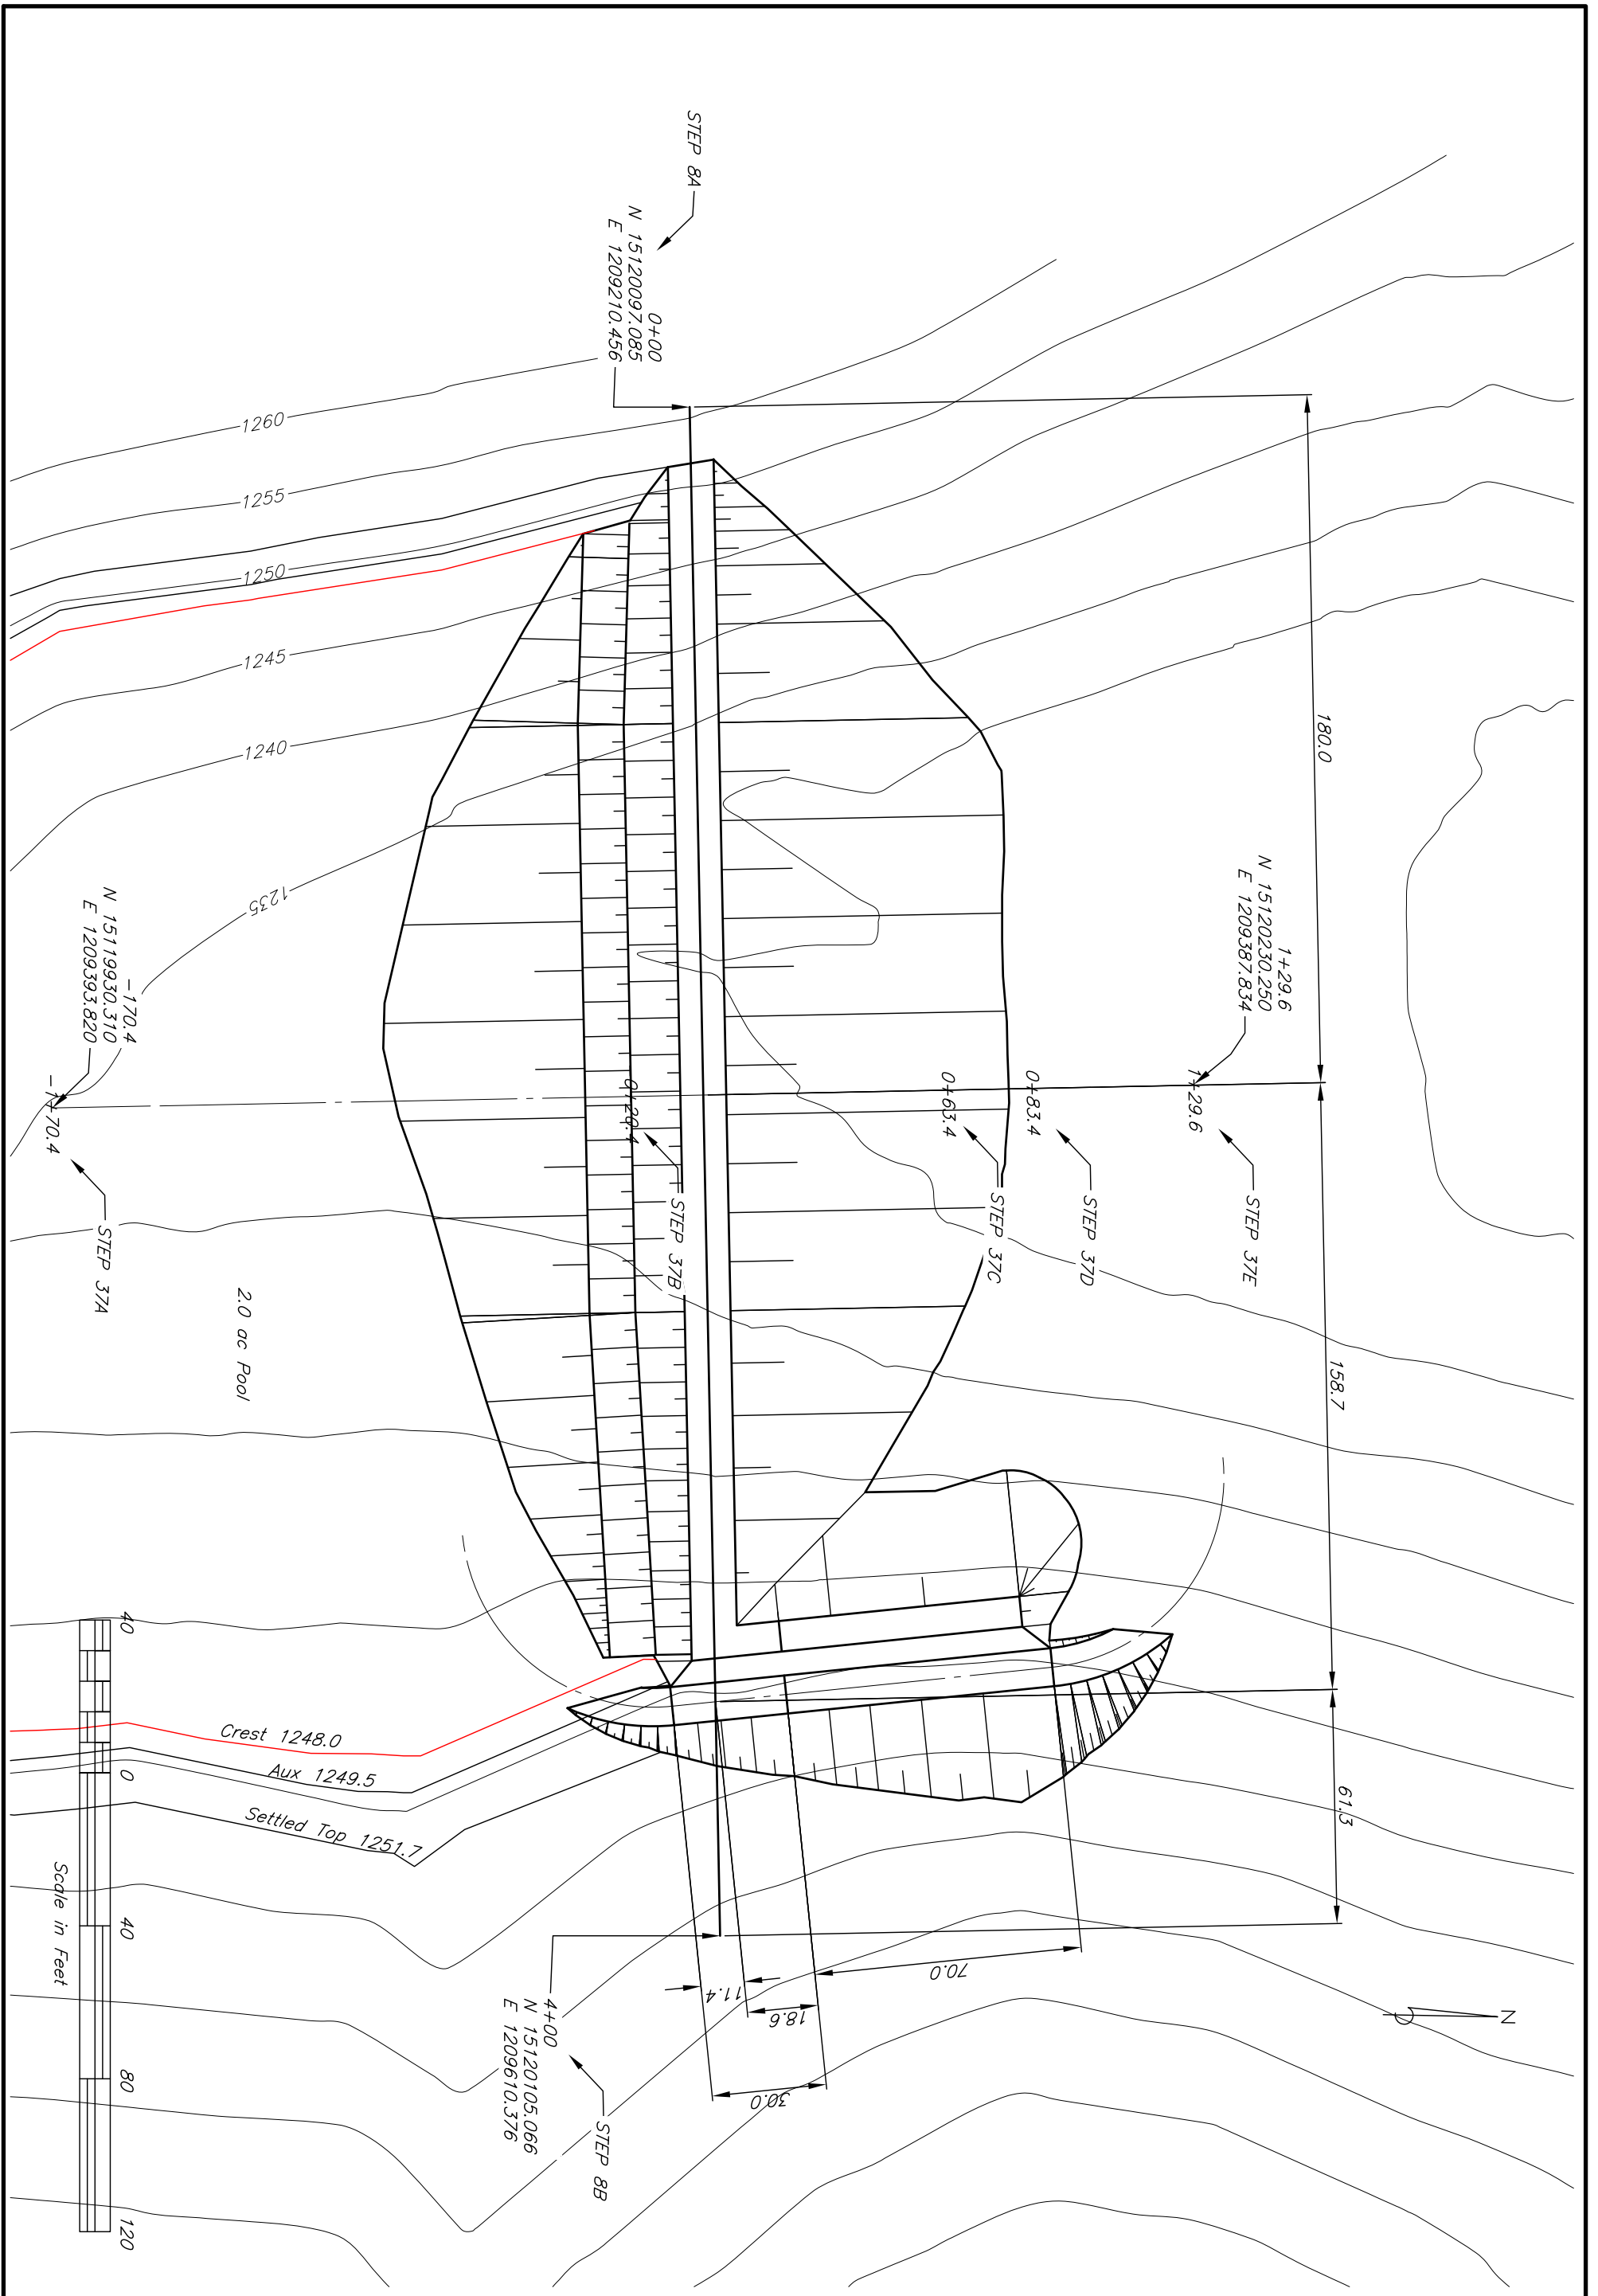 STEP 8A
0+00
N 15120097.085
E 1209210.456
180.0
158.7
61.3
1+29.6
N 15120230.250
E 1209387.834
1+29.6
STEP 37E
0+83.4
STEP 37D
0+63.4
STEP 37C
0+26.4
STEP 37B
-170.4
N 15119930.310
E 1209393.820
-1+70.4
STEP 37A
1260
1255
1250
1245
1240
1235
2.0 ac Pool
Crest 1248.0
Aux 1249.5
Settled Top 1251.7
70.0
11.4
18.6
30.0
4+00
N 15120105.066
E 1209610.376
STEP 8B
N
40
0
40
80
120
Scale in Feet